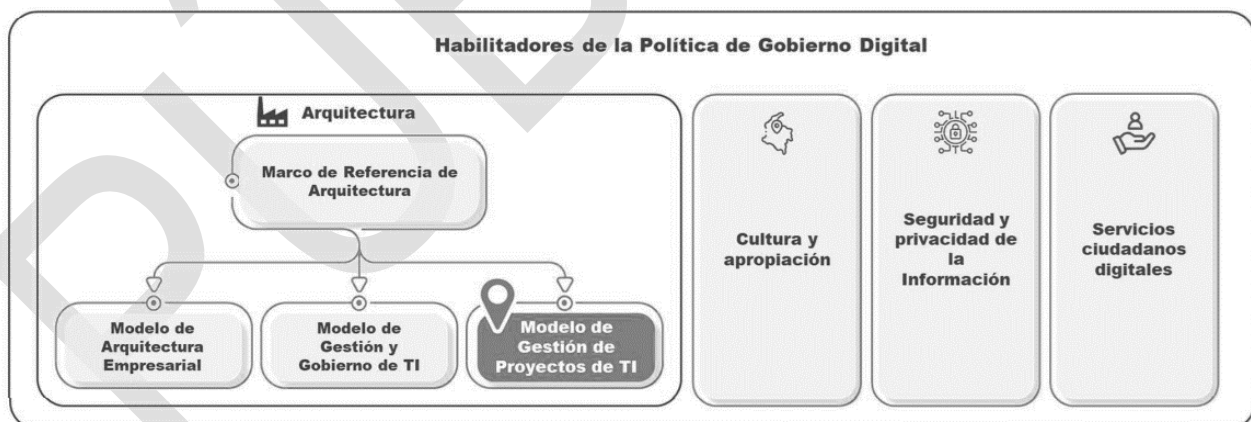 Habilitadores de la Política de Gobierno Digital
Arquitectura
Marco de Referencia de
Arquitectura
Modelo de
Arquitectura
Empresarial
Modelo de
Gestión y
Gobierno de TI
Modelo de
Gestión de
Proyectos de TI
Cultura y
apropiación
Seguridad y
privacidad de
la
Información
Servicios
ciudadanos
digitales